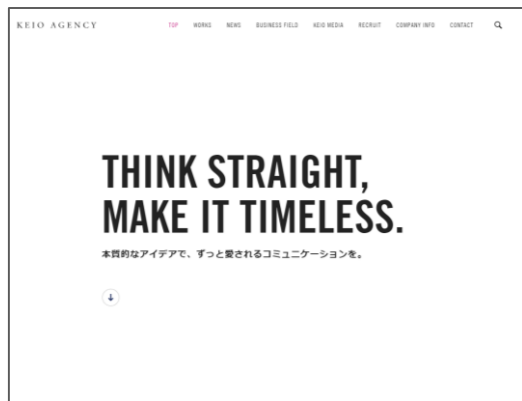 KEIO AGENCY
TOP WORKS NEWS BUSINESS FIELD KEIO MEDIA RECRUIT COMPANY INFO CONTACT
THINK STRAIGHT,
MAKE IT TIMELESS.
本質的なアイデアで、ずっと愛されるコミュニケーションを。